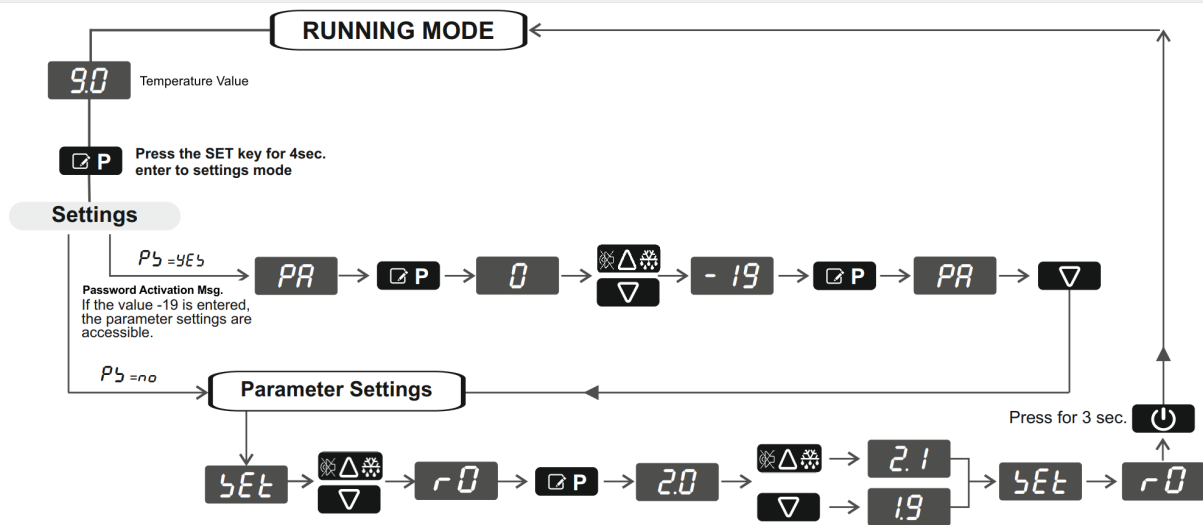 RUNNING MODE
9.0
Temperature Value
P
Press the SET key for 4sec.
enter to settings mode
Settings
PS =YES
PA
P
0
- 19
P
PA
Password Activation Msg.
If the value -19 is entered,
the parameter settings are
accessible.
PS =no
Parameter Settings
Press for 3 sec.
SEt
r0
P
2.0
2.1
1.9
SEt
r0